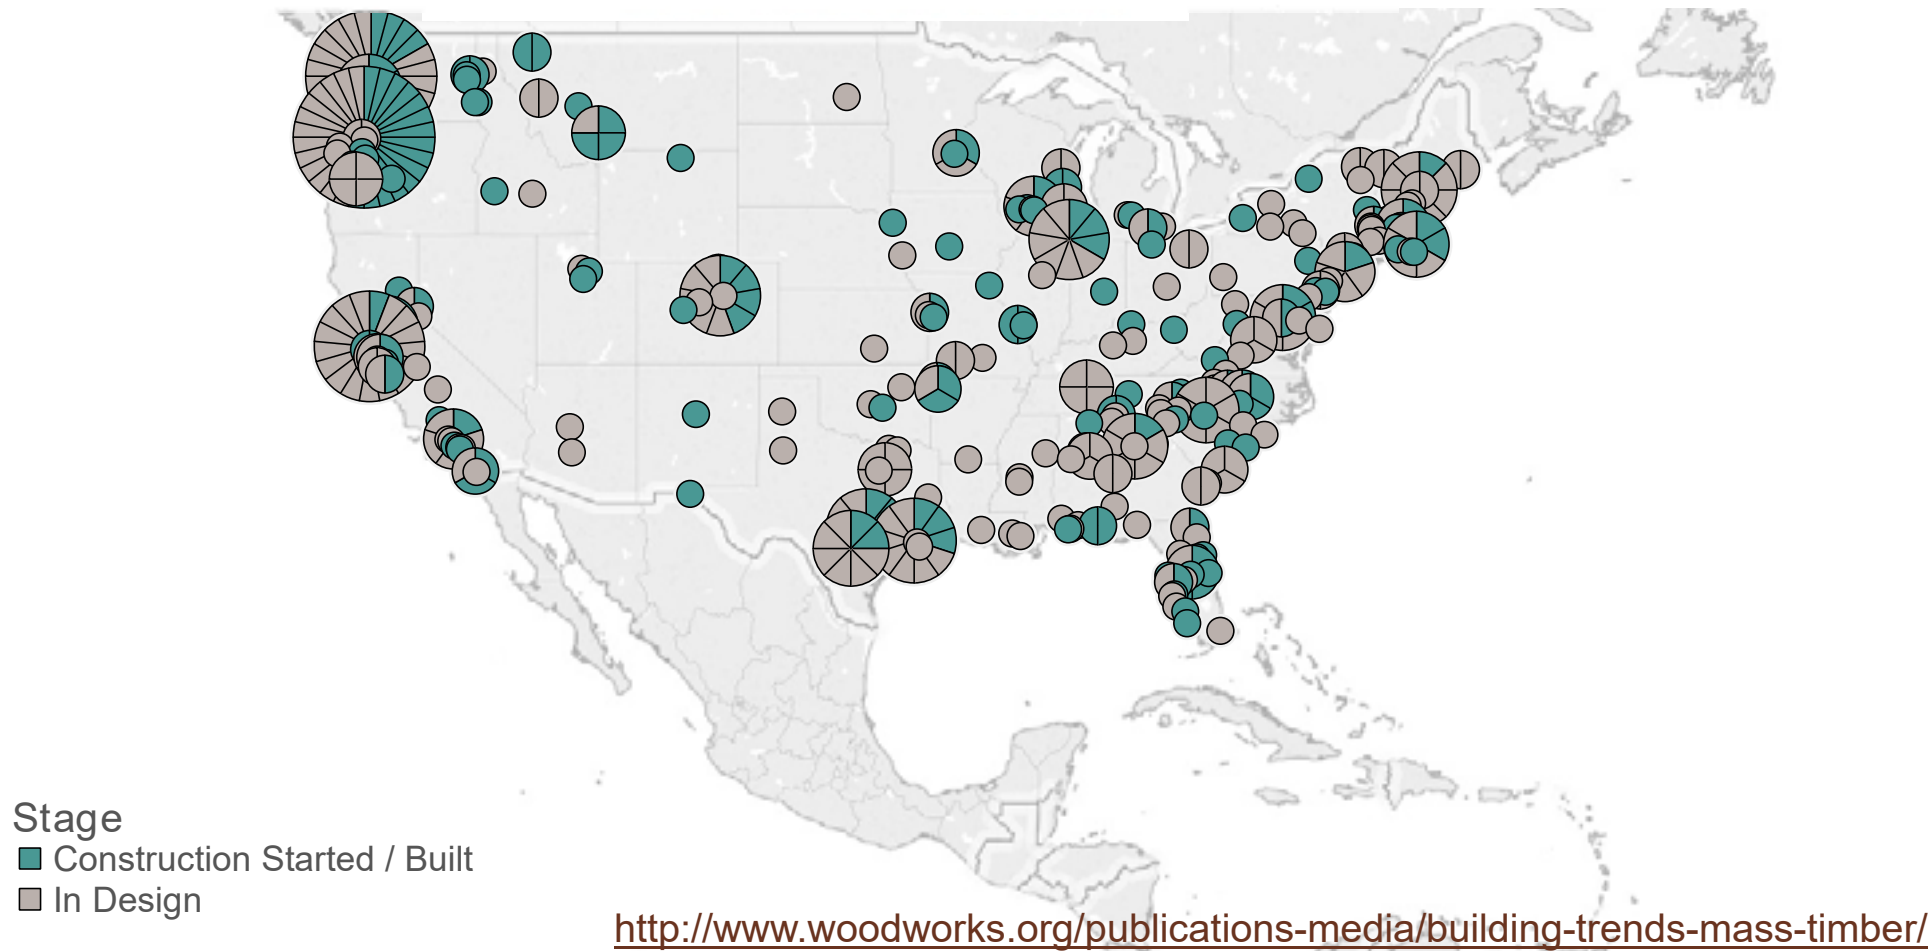 Stage
Construction Started / Built
In Design
http://www.woodworks.org/publications-media/building-trends-mass-timber/